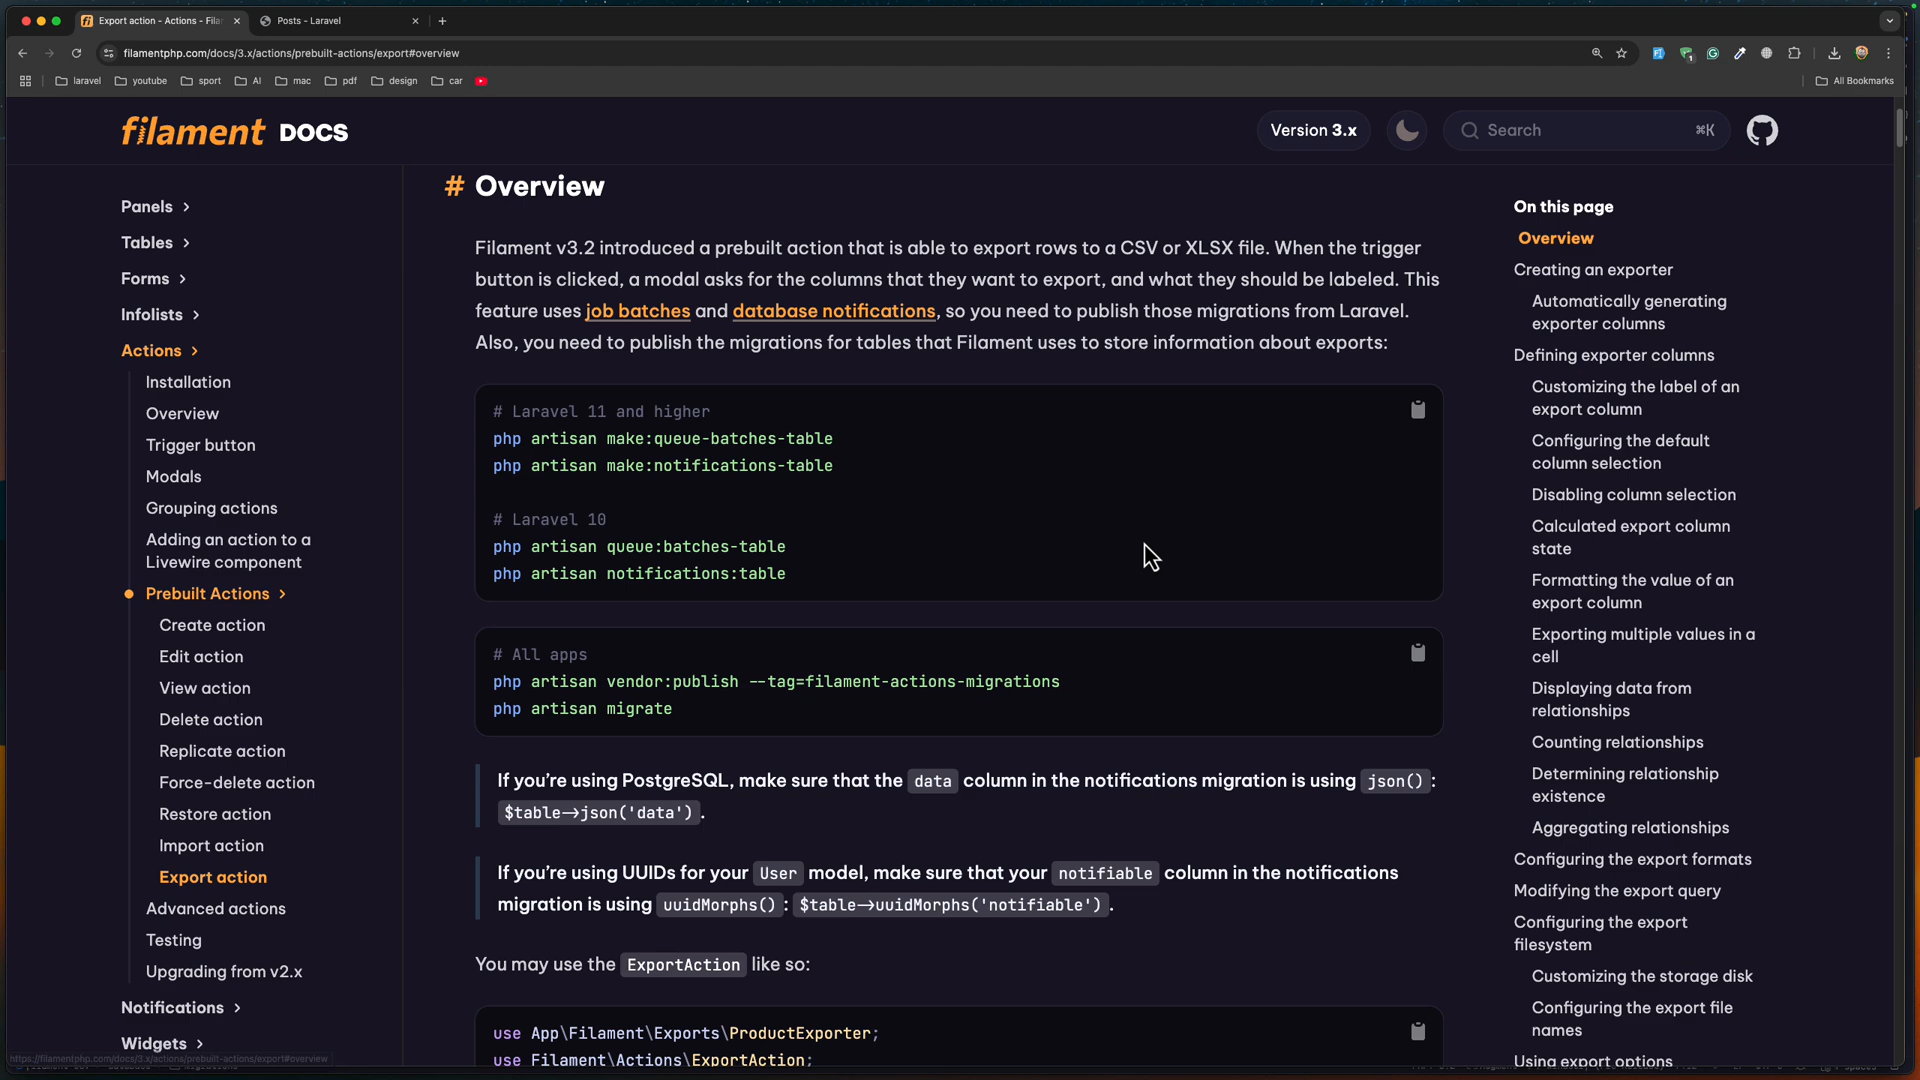 Export action - Actions - Fila
Posts - Laravel
filamentphp.com/docs/3.x/actions/prebuilt-actions/export#overview
laravel
youtube
sport
AI
mac
pdf
design
car
All Bookmarks
filament DOCS
Version 3.x
Search
⌘K
Panels
Tables
Forms
Infolists
Actions
Installation
Overview
Trigger button
Modals
Grouping actions
Adding an action to a
Livewire component
Prebuilt Actions
Create action
Edit action
View action
Delete action
Replicate action
Force-delete action
Restore action
Import action
Export action
Advanced actions
Testing
Upgrading from v2.x
Notifications
Widgets
https://filamentphp.com/docs/3.x/actions/prebuilt-actions/export#overview
# Overview
Filament v3.2 introduced a prebuilt action that is able to export rows to a CSV or XLSX file. When the trigger
button is clicked, a modal asks for the columns that they want to export, and what they should be labeled. This
feature uses job batches and database notifications, so you need to publish those migrations from Laravel.
Also, you need to publish the migrations for tables that Filament uses to store information about exports:
# Laravel 11 and higher
php artisan make:queue-batches-table
php artisan make:notifications-table
# Laravel 10
php artisan queue:batches-table
php artisan notifications:table
# All apps
php artisan vendor:publish --tag=filament-actions-migrations
php artisan migrate
If you’re using PostgreSQL, make sure that the data column in the notifications migration is using json() :
$table->json('data') .
If you’re using UUIDs for your User model, make sure that your notifiable column in the notifications
migration is using uuidMorphs() : $table->uuidMorphs('notifiable') .
You may use the ExportAction like so:
use App\Filament\Exports\ProductExporter;
use Filament\Actions\ExportAction;
On this page
Overview
Creating an exporter
Automatically generating
exporter columns
Defining exporter columns
Customizing the label of an
export column
Configuring the default
column selection
Disabling column selection
Calculated export column
state
Formatting the value of an
export column
Exporting multiple values in a
cell
Displaying data from
relationships
Counting relationships
Determining relationship
existence
Aggregating relationships
Configuring the export formats
Modifying the export query
Configuring the export
filesystem
Customizing the storage disk
Configuring the export file
names
Using export options